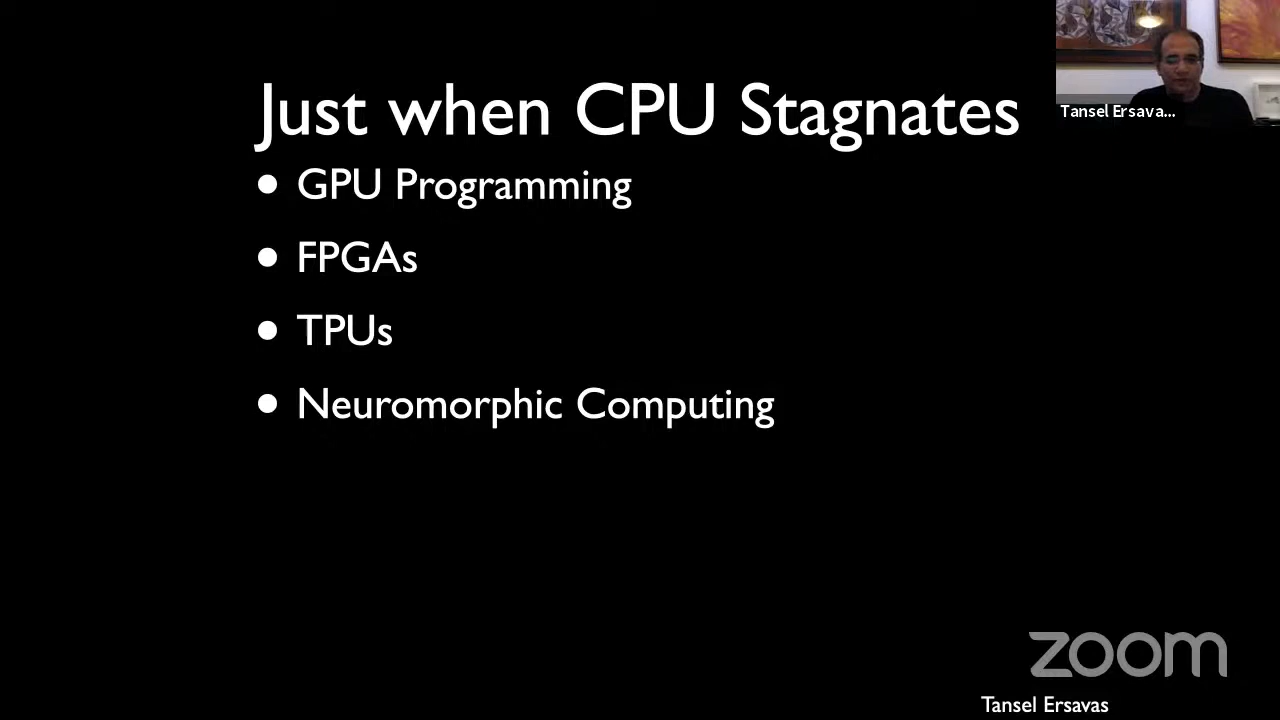 Just when CPU Stagnates
Tansel Ersava...
● GPU Programming
● FPGAs
● TPUs
● Neuromorphic Computing
zoom
Tansel Ersavas